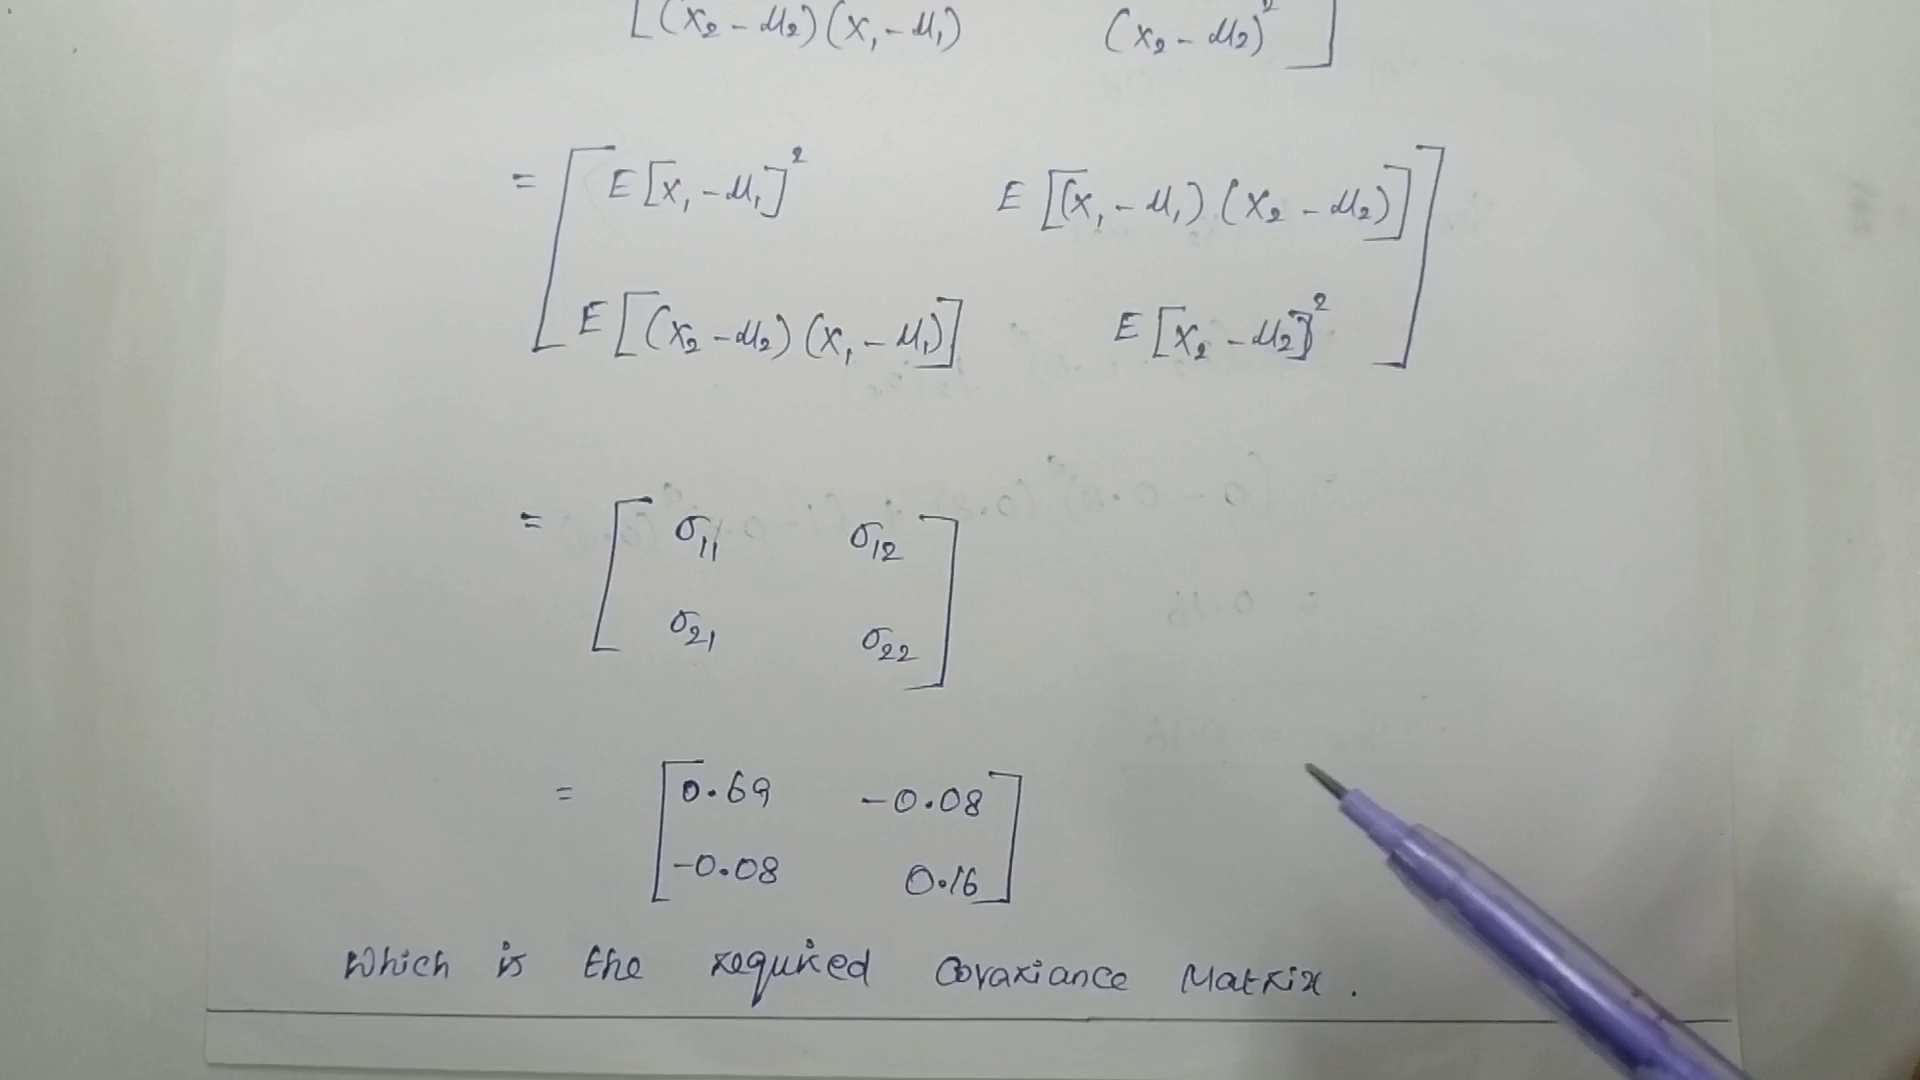 [(x₂ - μ₂)(x₁ - μ₁) (x₂ - μ₂)²]
= [E[x₁ - μ₁]² E[(x₁ - μ₁)(x₂ - μ₂)]
E[(x₂ - μ₂)(x₁ - μ₁)] E[x₂ - μ₂]²]
= [σ₁₁ σ₁₂
σ₂₁ σ₂₂]
= [0.69 -0.08
-0.08 0.16]
Which is the required Covariance Matrix.